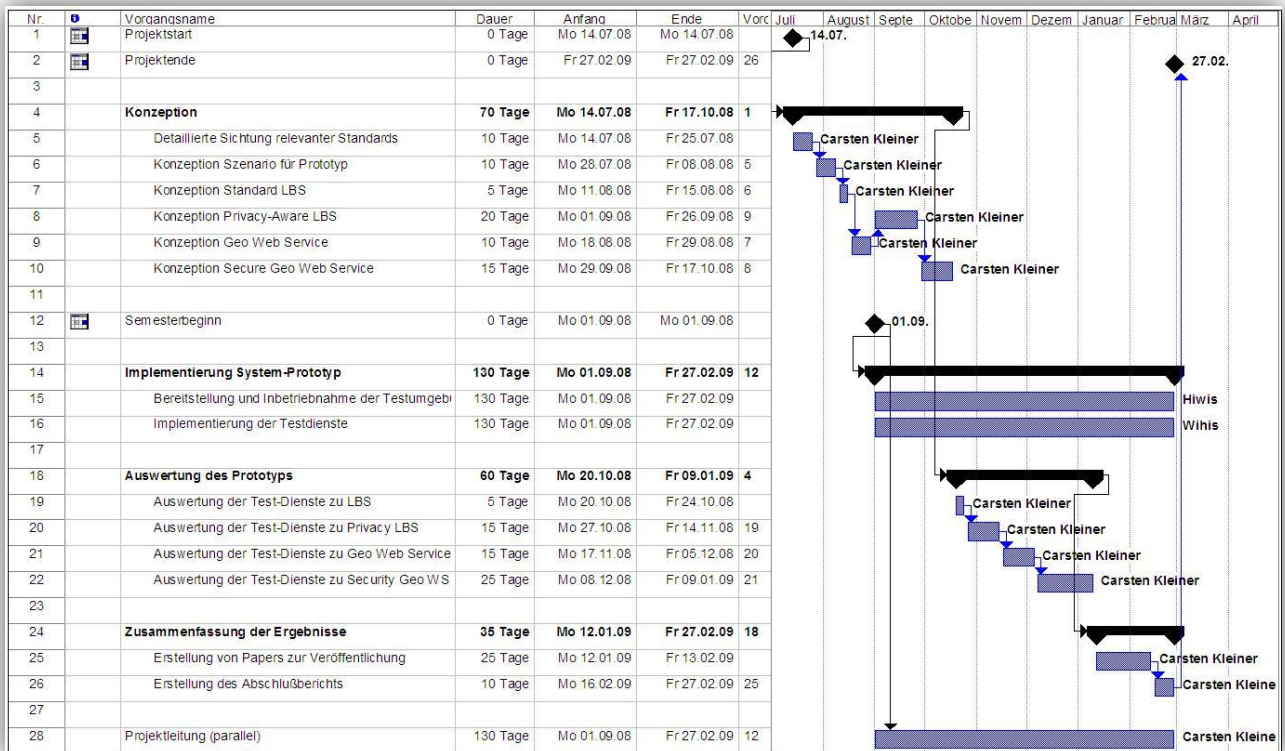 Nr. Vorgangsname Dauer Anfang Ende Vorg Juli August Septe Oktobe Novem Dezem Januar Februa März April
1 Projektstart 0 Tage Mo 14.07.08 Mo 14.07.08 14.07.
2 Projektende 0 Tage Fr 27.02.09 Fr 27.02.09 26 27.02.
3
4 Konzeption 70 Tage Mo 14.07.08 Fr 17.10.08 1
5 Detaillierte Sichtung relevanter Standards 10 Tage Mo 14.07.08 Fr 25.07.08 Carsten Kleiner
6 Konzeption Szenario für Prototyp 10 Tage Mo 28.07.08 Fr 08.08.08 5 Carsten Kleiner
7 Konzeption Standard LBS 5 Tage Mo 11.08.08 Fr 15.08.08 6 Carsten Kleiner
8 Konzeption Privacy-Aware LBS 20 Tage Mo 01.09.08 Fr 26.09.08 9 Carsten Kleiner
9 Konzeption Geo Web Service 10 Tage Mo 18.08.08 Fr 29.08.08 7 Carsten Kleiner
10 Konzeption Secure Geo Web Service 15 Tage Mo 29.09.08 Fr 17.10.08 8 Carsten Kleiner
11
12 Semesterbeginn 0 Tage Mo 01.09.08 Mo 01.09.08 01.09.
13
14 Implementierung System-Prototyp 130 Tage Mo 01.09.08 Fr 27.02.09 12
15 Bereitstellung und Inbetriebnahme der Testumgebu 130 Tage Mo 01.09.08 Fr 27.02.09 Hiwis
16 Implementierung der Testdienste 130 Tage Mo 01.09.08 Fr 27.02.09 Wihis
17
18 Auswertung des Prototyps 60 Tage Mo 20.10.08 Fr 09.01.09 4
19 Auswertung der Test-Dienste zu LBS 5 Tage Mo 20.10.08 Fr 24.10.08 Carsten Kleiner
20 Auswertung der Test-Dienste zu Privacy LBS 15 Tage Mo 27.10.08 Fr 14.11.08 19 Carsten Kleiner
21 Auswertung der Test-Dienste zu Geo Web Service 15 Tage Mo 17.11.08 Fr 05.12.08 20 Carsten Kleiner
22 Auswertung der Test-Dienste zu Security Geo WS 25 Tage Mo 08.12.08 Fr 09.01.09 21 Carsten Kleiner
23
24 Zusammenfassung der Ergebnisse 35 Tage Mo 12.01.09 Fr 27.02.09 18
25 Erstellung von Papers zur Veröffentlichung 25 Tage Mo 12.01.09 Fr 13.02.09 Carsten Kleiner
26 Erstellung des Abschlußberichts 10 Tage Mo 16.02.09 Fr 27.02.09 25 Carsten Kleine
27
28 Projektleitung (parallel) 130 Tage Mo 01.09.08 Fr 27.02.09 12 Carsten Kleine